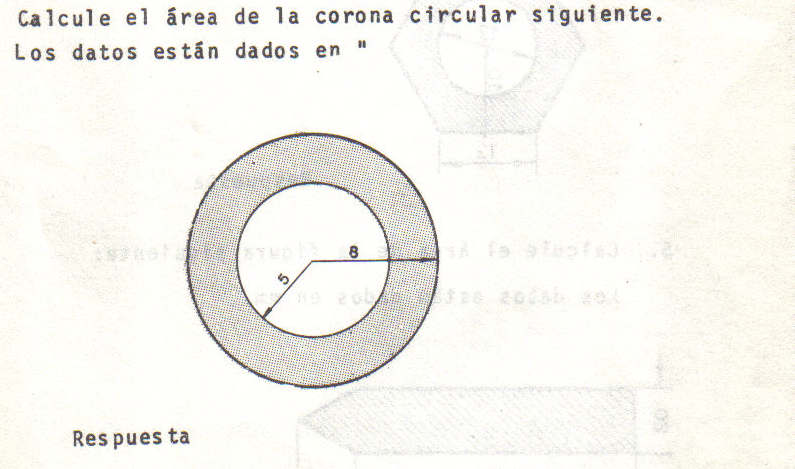 Calcule el área de la corona circular siguiente.
Los datos están dados en "
8
5
Respuesta